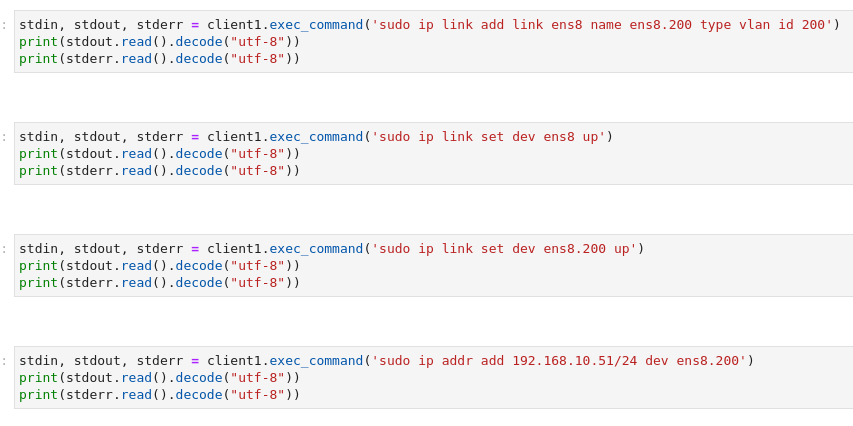 : stdin, stdout, stderr = client1.exec_command('sudo ip link add link ens8 name ens8.200 type vlan id 200')
print(stdout.read().decode("utf-8"))
print(stderr.read().decode("utf-8"))
: stdin, stdout, stderr = client1.exec_command('sudo ip link set dev ens8 up')
print(stdout.read().decode("utf-8"))
print(stderr.read().decode("utf-8"))
: stdin, stdout, stderr = client1.exec_command('sudo ip link set dev ens8.200 up')
print(stdout.read().decode("utf-8"))
print(stderr.read().decode("utf-8"))
: stdin, stdout, stderr = client1.exec_command('sudo ip addr add 192.168.10.51/24 dev ens8.200')
print(stdout.read().decode("utf-8"))
print(stderr.read().decode("utf-8"))